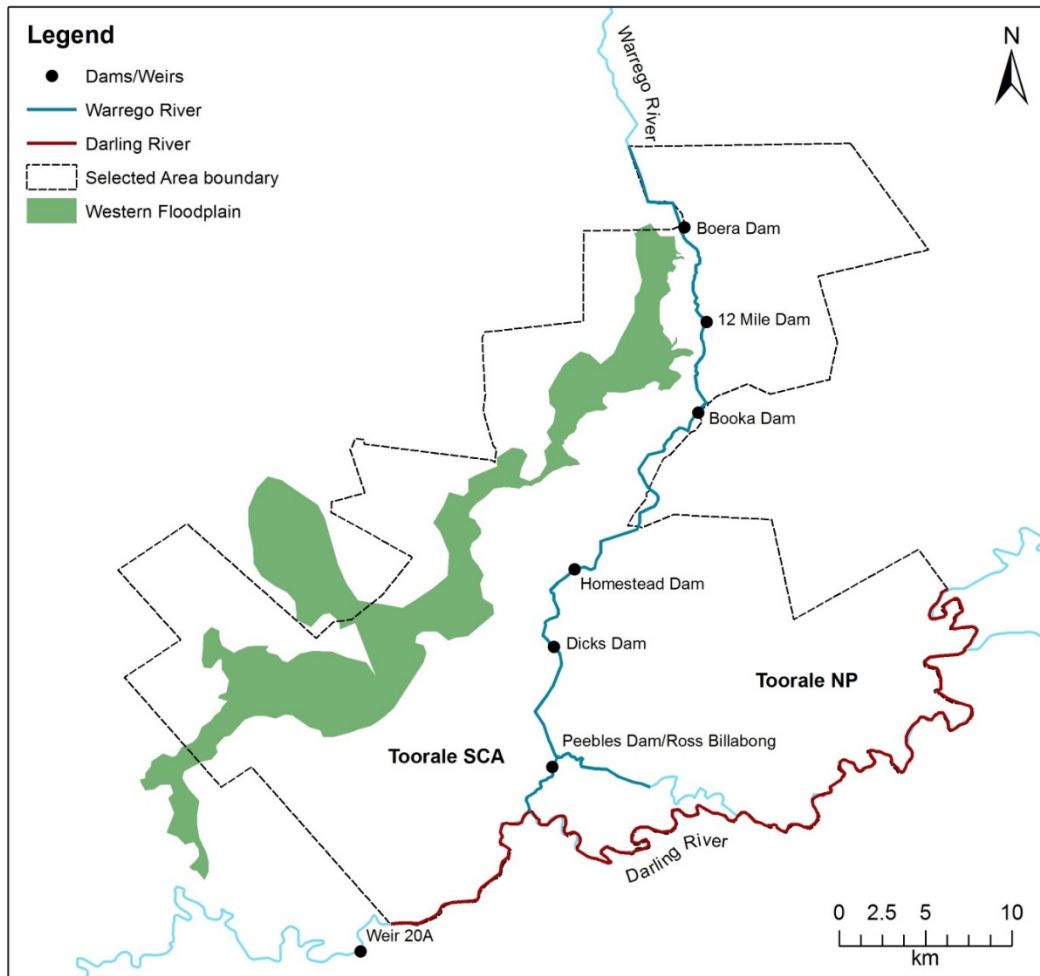 Legend
Dams/Weirs
Warrego River
Darling River
Selected Area boundary
Western Floodplain
Warrego River
N
Boera Dam
12 Mile Dam
Booka Dam
Homestead Dam
Dicks Dam
Toorale NP
Peebles Dam/Ross Billabong
Toorale SCA
Darling River
Weir 20A
0 2.5 5 10
km